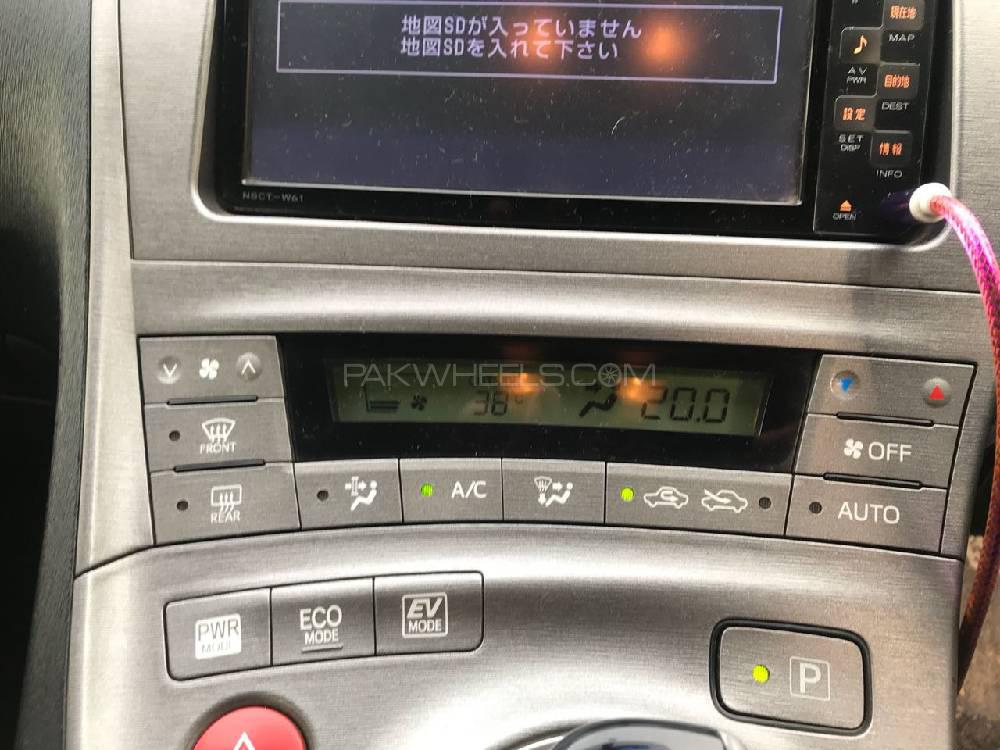 地図SDが入っていません
地図SDを入れて下さい
現在地
MAP
AV
PWR
目的地
DEST
設定
SET
DISP
情報
INFO
OPEN
NSCT-W61
PAKWHEELS.COM
38°
20.0
FRONT
OFF
REAR
A/C
AUTO
PWR
MODE
ECO
MODE
EV
MODE
P